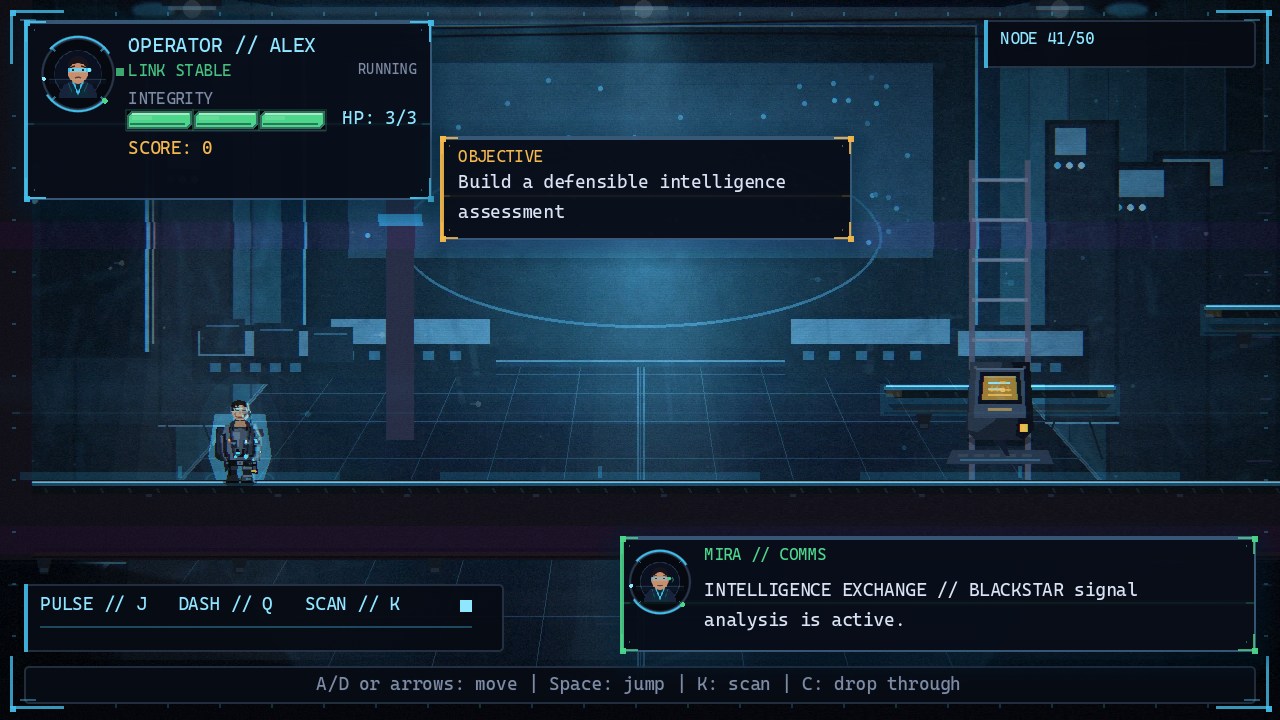 OPERATOR // ALEX
LINK STABLE
RUNNING
INTEGRITY
HP: 3/3
SCORE: 0
NODE 41/50
OBJECTIVE
Build a defensible intelligence
assessment
MIRA // COMMS
INTELLIGENCE EXCHANGE // BLACKSTAR signal
analysis is active.
PULSE // J DASH // Q SCAN // K
A/D or arrows: move | Space: jump | K: scan | C: drop through